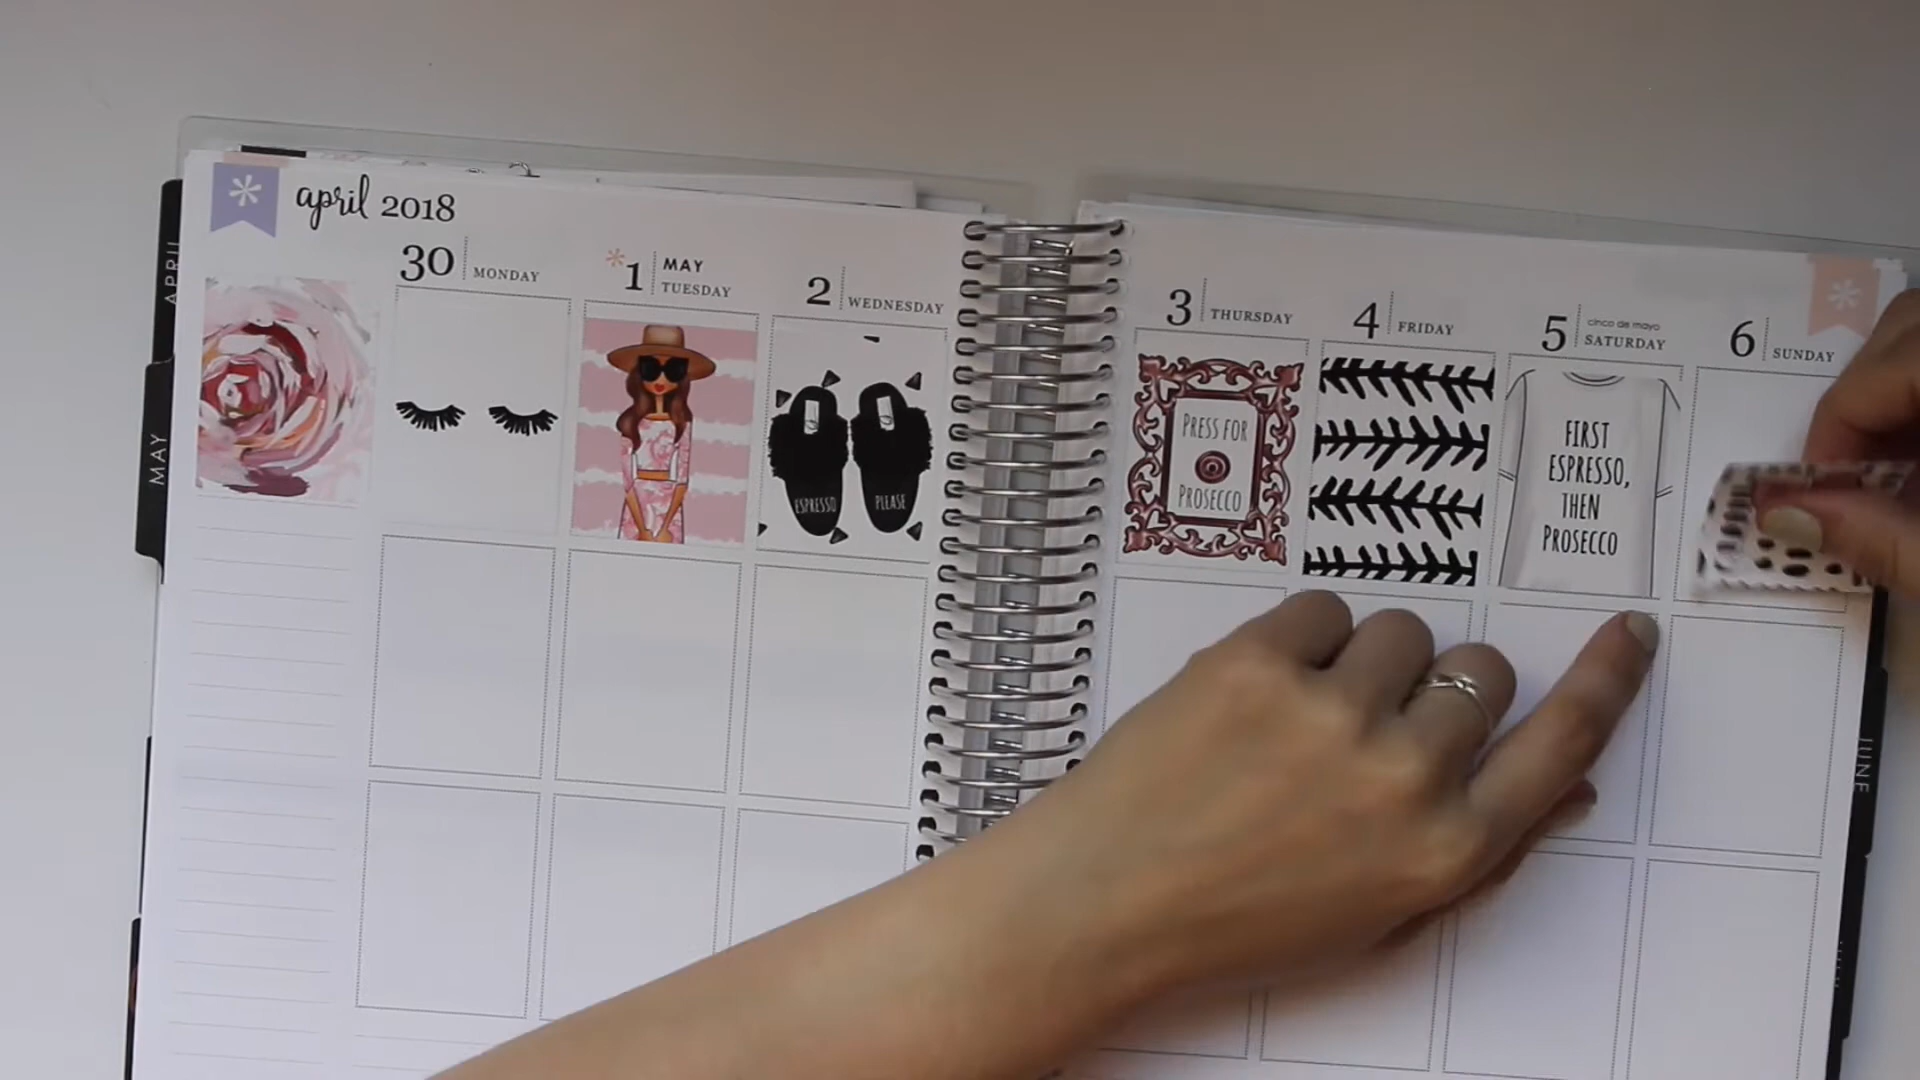 april 2018
30 MONDAY
*1 MAY
TUESDAY
2 WEDNESDAY
3 THURSDAY
4 FRIDAY
5 cinco de mayo
SATURDAY
6 SUNDAY
APRIL
MAY
ESPRESSO PLEASE
PRESS FOR
PROSECCO
FIRST
ESPRESSO,
THEN
PROSECCO
JUNE